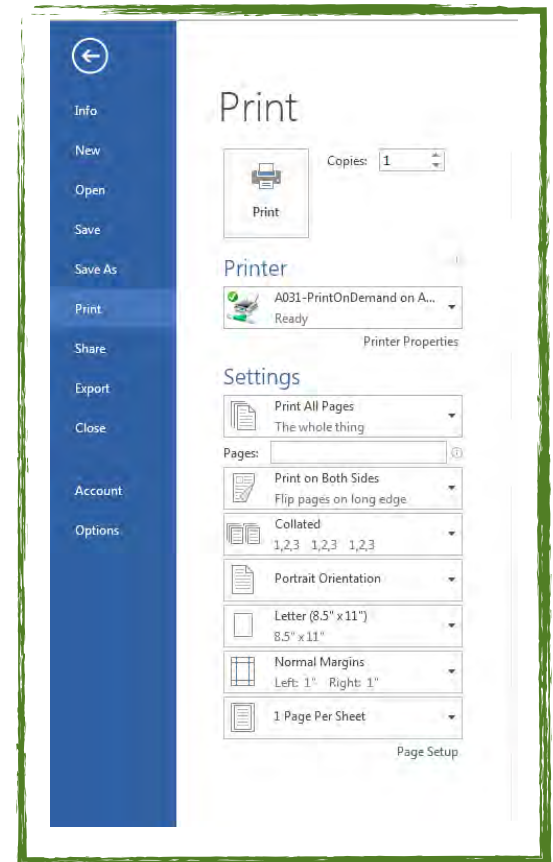 Info
New
Open
Save
Save As
Print
Share
Export
Close
Account
Options
Print
Copies: 1
Print
Printer
A031-PrintOnDemand on A...
Ready
Printer Properties
Settings
Print All Pages
The whole thing
Pages:
Print on Both Sides
Flip pages on long edge
Collated
1,2,3 1,2,3 1,2,3
Portrait Orientation
Letter (8.5" x 11")
8.5" x 11"
Normal Margins
Left: 1" Right: 1"
1 Page Per Sheet
Page Setup